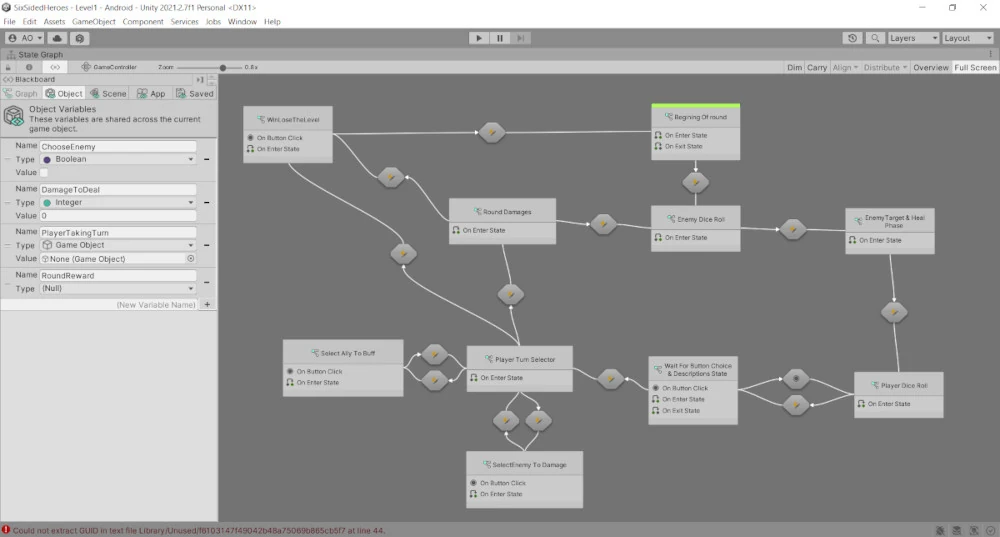 SixSidedHeroes - Level1 - Android - Unity 2021.2.7f1 Personal <DX11>
File Edit Assets GameObject Component Services Jobs Window Help
AO Layers Layout
State Graph
GameController Zoom 0.8x Dim Carry Align Distribute Overview Full Screen
Blackboard
Graph Object Scene App Saved
Object Variables
These variables are shared across the current
game object.
Name ChooseEnemy
Type Boolean
Value
Name DamageToDeal
Type Integer
Value 0
Name PlayerTakingTurn
Type Game Object
Value None (Game Object)
Name RoundReward
Type (Null)
(New Variable Name)
WinLoseTheLevel
On Button Click
On Enter State
Begining Of round
On Enter State
On Exit State
Round Damages
On Enter State
Enemy Dice Roll
On Enter State
EnemyTarget & Heal
Phase
On Enter State
Select Ally To Buff
On Button Click
On Enter State
Player Turn Selector
On Enter State
Wait For Button Choice
& Descriptions State
On Button Click
On Enter State
On Exit State
Player Dice Roll
On Enter State
SelectEnemy To Damage
On Button Click
On Enter State
Could not extract GUID in text file Library/Unused/f6103147f49042b48a75069b865cb5f7 at line 44.